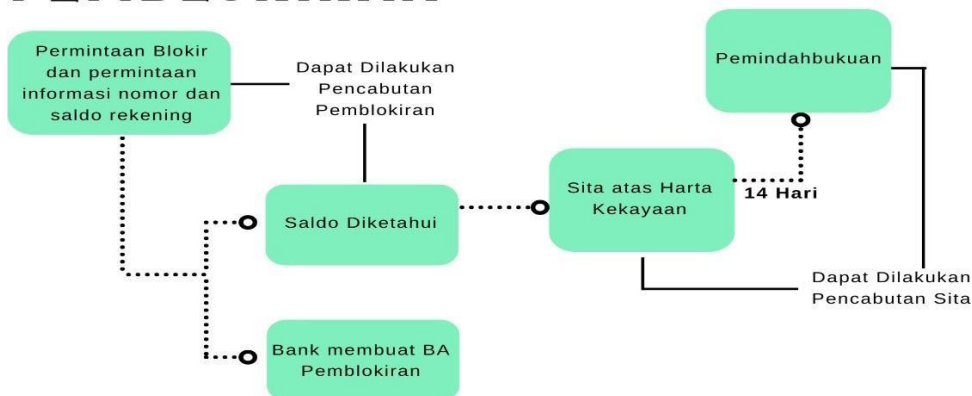 Permintaan Blokir
dan permintaan
informasi nomor dan
saldo rekening
Dapat Dilakukan
Pencabutan
Pemblokiran
Pemindahbukuan
Saldo Diketahui
Sita atas Harta
Kekayaan
14 Hari
Dapat Dilakukan
Pencabutan Sita
Bank membuat BA
Pemblokiran